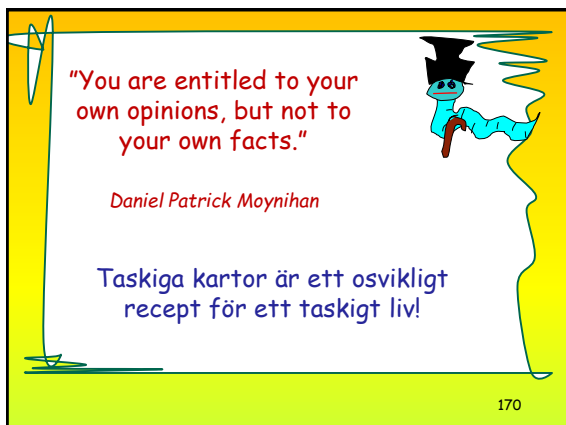 ”You are entitled to your
own opinions, but not to
your own facts.”
Daniel Patrick Moynihan
Taskiga kartor är ett osvikligt
recept för ett taskigt liv!
170